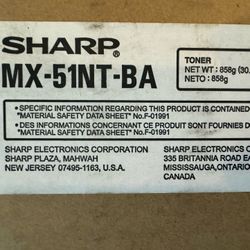 SHARP
MX-51NT-BA
TONER
NET WT : 858g (30.
NETO : 858g
• SPECIFIC INFORMATION REGARDING THIS PRODUCT IS CONTAINED
"MATERIAL SAFETY DATA SHEET" No.F-01991
• DES INFORMATIONS CONCERNANT CE PRODUIT SONT FOURNIES D
"MATERIAL SAFETY DATA SHEET" No.F-01991
SHARP ELECTRONICS CORPORATION
SHARP PLAZA, MAHWAH
NEW JERSEY 07495-1163, U.S.A.
SHARP ELECTRONICS O
335 BRITANNIA ROAD EA
MISSISSAUGA,ONTARIO
CANADA